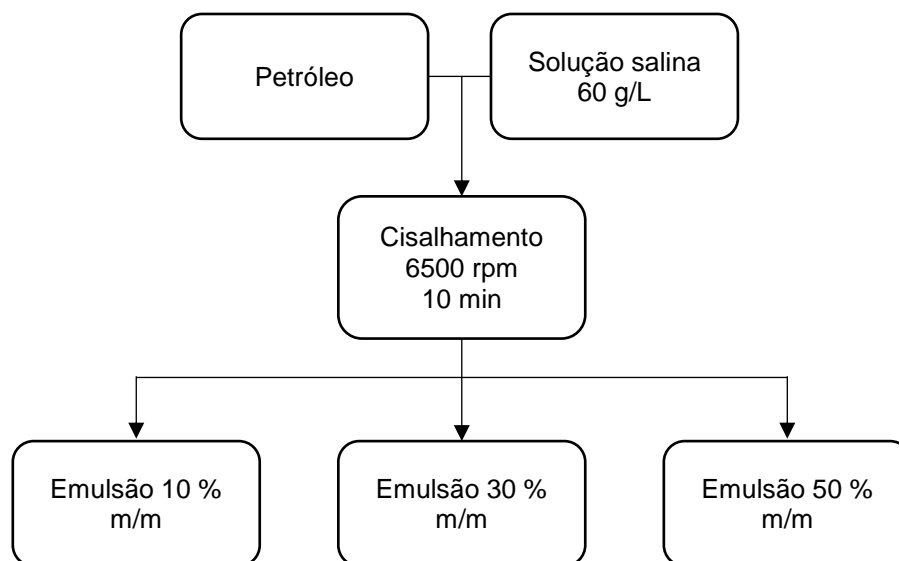 Petróleo
Solução salina
60 g/L
Cisalhamento
6500 rpm
10 min
Emulsão 10 %
m/m
Emulsão 30 %
m/m
Emulsão 50 %
m/m